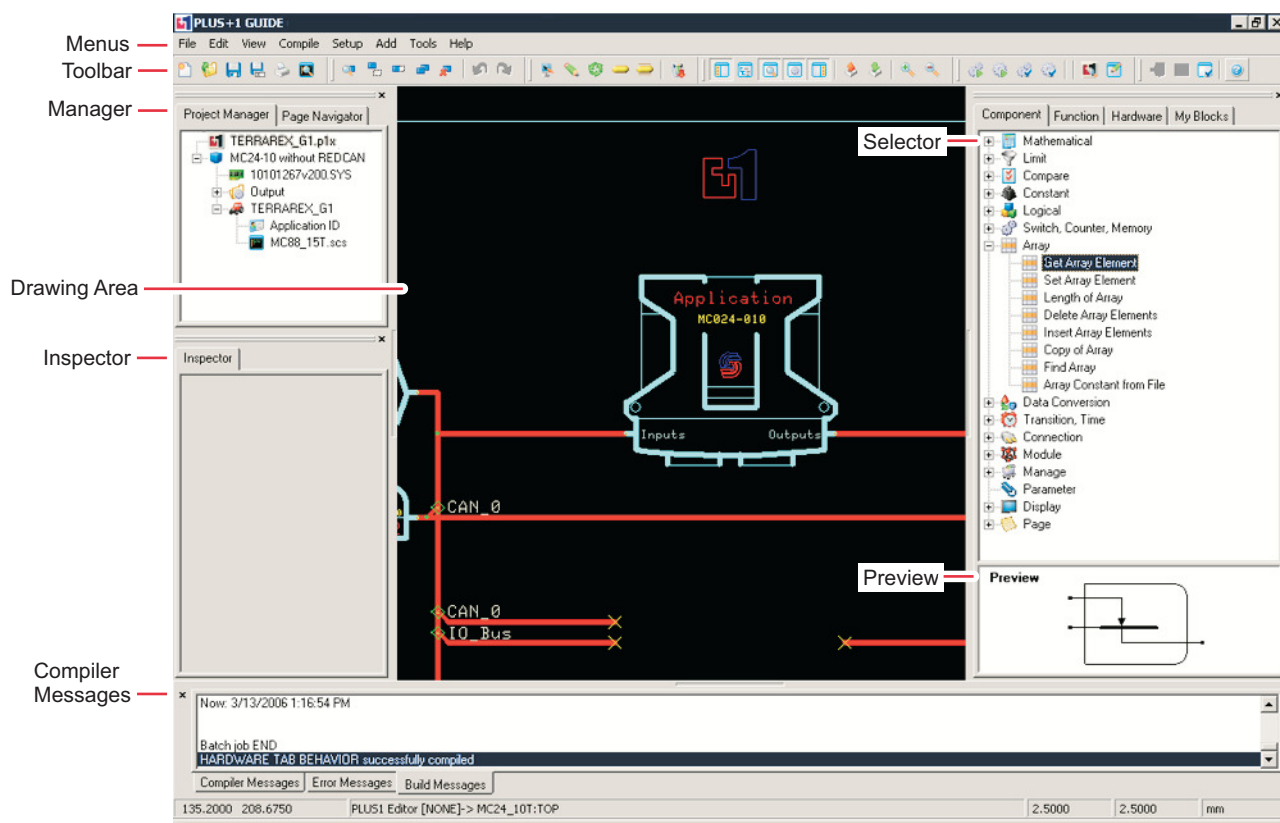 PLUS+1 GUIDE
Menus
File Edit View Compile Setup Add Tools Help
Toolbar
Manager
Project Manager Page Navigator
TERRAREX_G1.p1x
MC24-10 without REDCAN
10101267v200.SYS
Output
TERRAREX_G1
Application ID
MC88_15T.scs
Drawing Area
Inspector
Inspector
Application
MC024-010
Inputs Outputs
CAN_0
CAN_0
IO_Bus
Component Function Hardware My Blocks
Selector
Mathematical
Limit
Compare
Constant
Logical
Switch, Counter, Memory
Array
Get Array Element
Set Array Element
Length of Array
Delete Array Elements
Insert Array Elements
Copy of Array
Find Array
Array Constant from File
Data Conversion
Transition, Time
Connection
Module
Manage
Parameter
Display
Page
Preview
Preview
Compiler
Messages
Now: 3/13/2006 1:16:54 PM
Batch job END
HARDWARE TAB BEHAVIOR successfully compiled
Compiler Messages Error Messages Build Messages
135.2000 208.6750 PLUS1 Editor [NONE]-> MC24_10T:TOP 2.5000 2.5000 mm